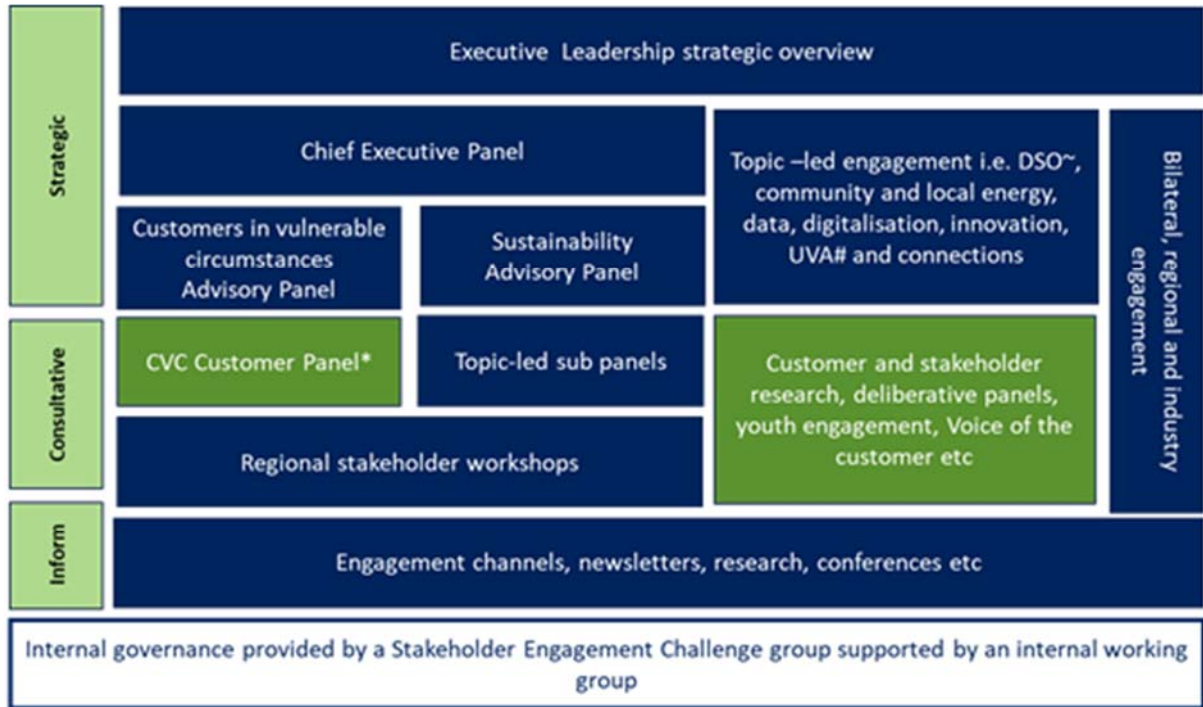 Strategic
Executive Leadership strategic overview
Chief Executive Panel
Customers in vulnerable
circumstances
Advisory Panel
Sustainability
Advisory Panel
Topic –led engagement i.e. DSO~,
community and local energy,
data, digitalisation, innovation,
UVA# and connections
Bilateral, regional and industry
engagement
Consultative
CVC Customer Panel*
Topic-led sub panels
Customer and stakeholder
research, deliberative panels,
youth engagement, Voice of the
customer etc
Regional stakeholder workshops
Inform
Engagement channels, newsletters, research, conferences etc
Internal governance provided by a Stakeholder Engagement Challenge group supported by an internal working
group